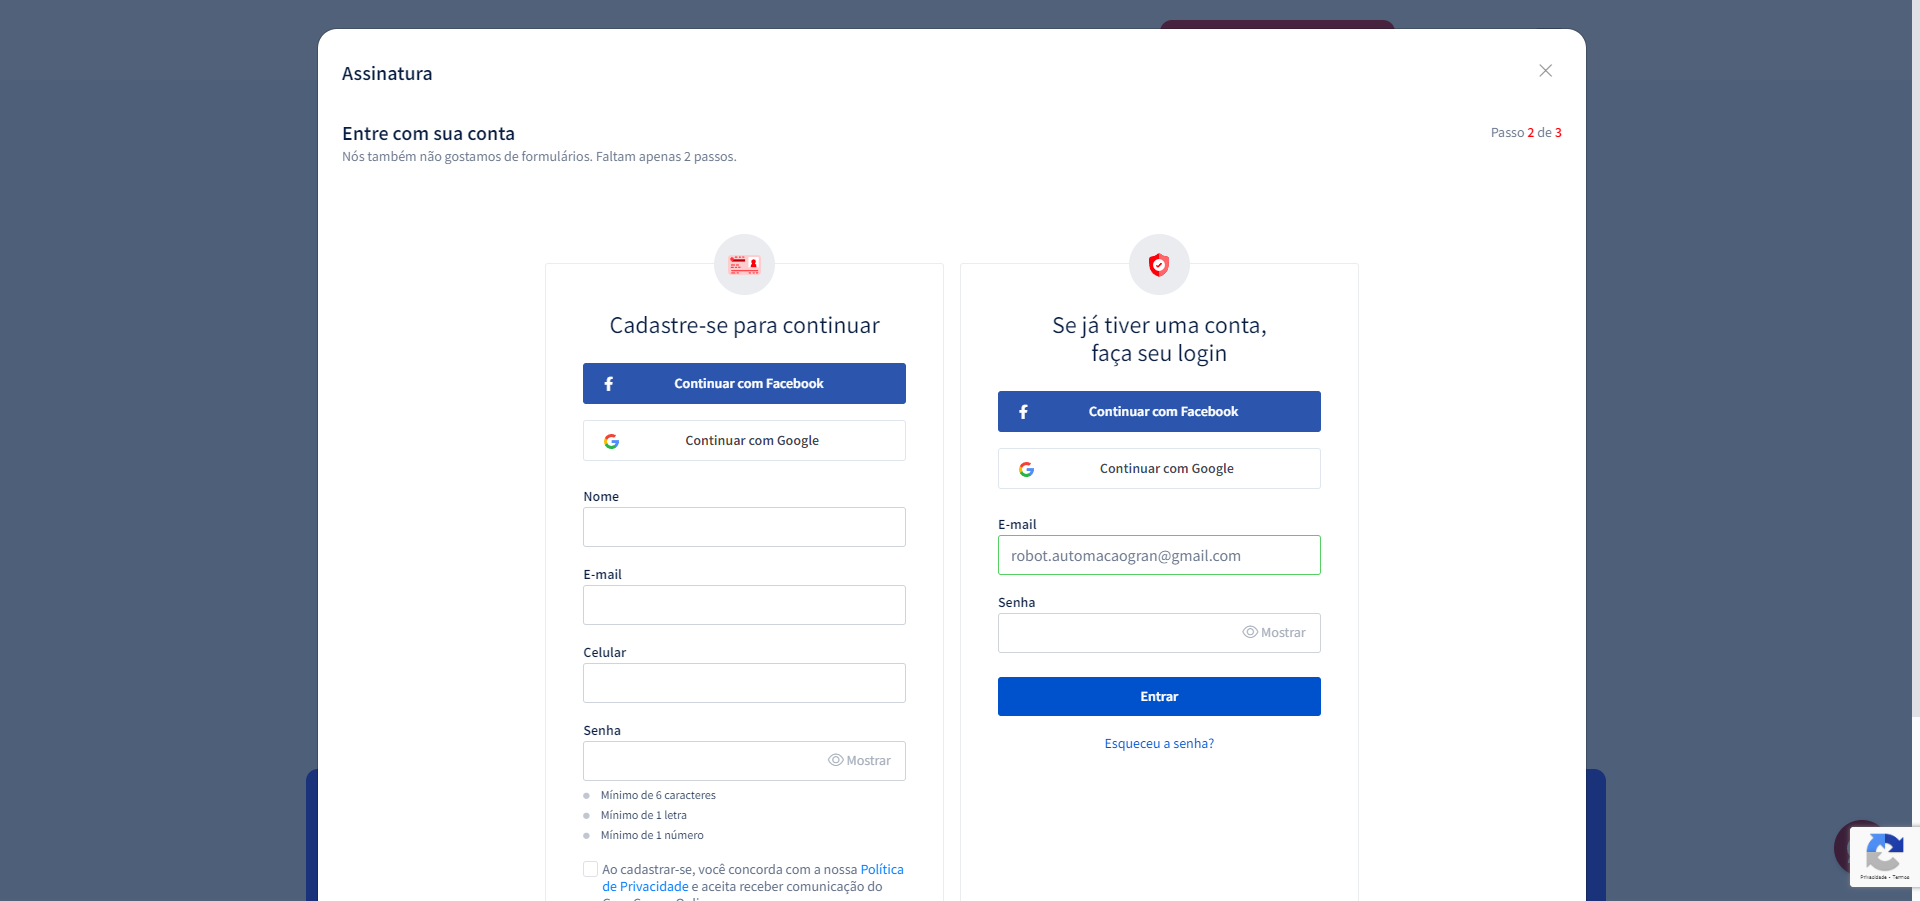 Assinatura
Entre com sua conta
Passo 2 de 3
Nós também não gostamos de formulários. Faltam apenas 2 passos.
Cadastre-se para continuar
Continuar com Facebook
Continuar com Google
Nome
E-mail
Celular
Senha
Mostrar
Mínimo de 6 caracteres
Mínimo de 1 letra
Mínimo de 1 número
Ao cadastrar-se, você concorda com a nossa Política
de Privacidade e aceita receber comunicação do
Se já tiver uma conta,
faça seu login
Continuar com Facebook
Continuar com Google
E-mail
robot.automacaogran@gmail.com
Senha
Mostrar
Entrar
Esqueceu a senha?
Privacidade - Termos